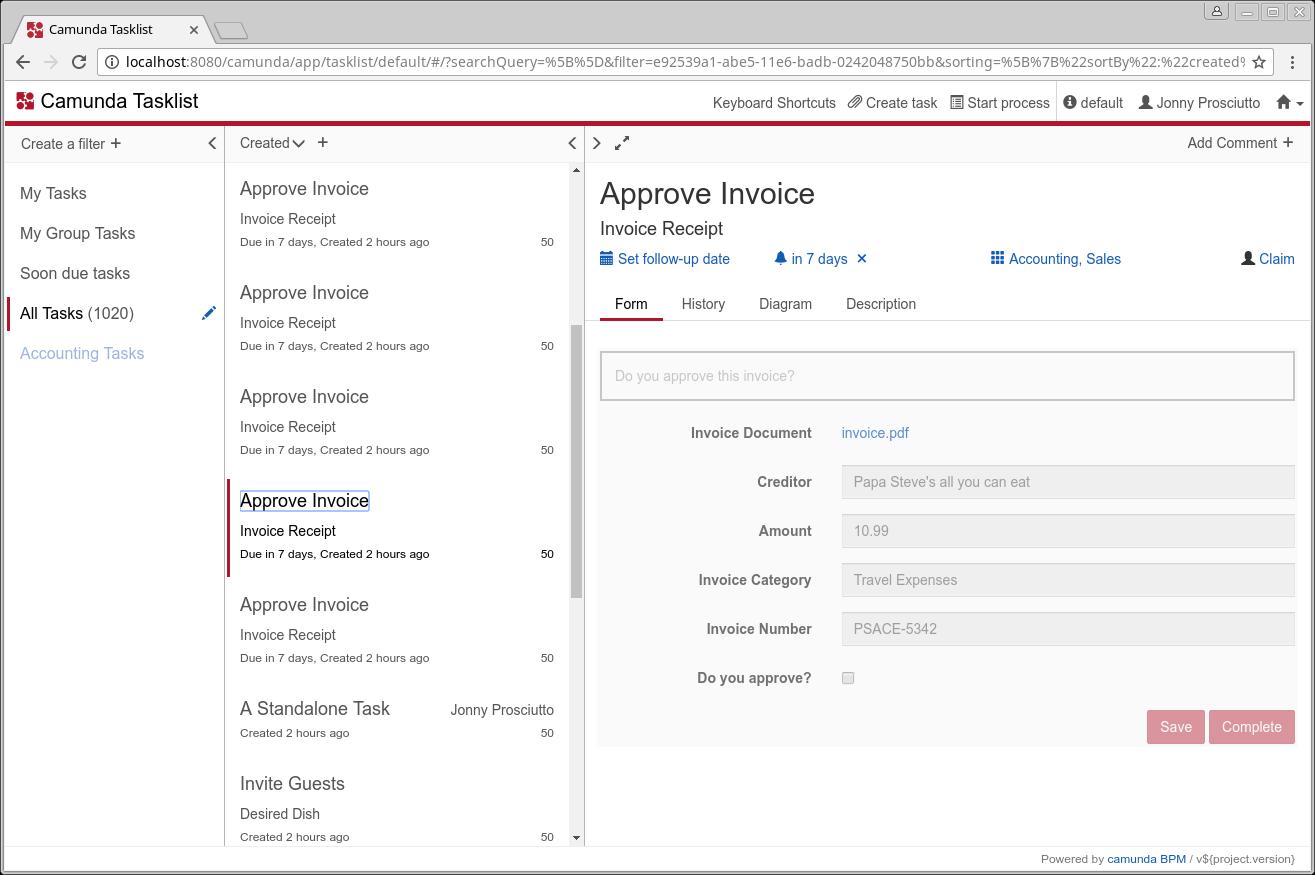 Camunda Tasklist
localhost:8080/camunda/app/tasklist/default/#/?searchQuery=%5B%5D&filter=e92539a1-abe5-11e6-badb-0242048750bb&sorting=%5B%7B%22sortBy%22:%22created%
Camunda Tasklist
Keyboard Shortcuts Create task Start process default Jonny Prosciutto
Create a filter +
My Tasks
My Group Tasks
Soon due tasks
All Tasks (1020)
Accounting Tasks
Created +
Approve Invoice
Invoice Receipt
Due in 7 days, Created 2 hours ago 50
Approve Invoice
Invoice Receipt
Due in 7 days, Created 2 hours ago 50
Approve Invoice
Invoice Receipt
Due in 7 days, Created 2 hours ago 50
Approve Invoice
Invoice Receipt
Due in 7 days, Created 2 hours ago 50
Approve Invoice
Invoice Receipt
Due in 7 days, Created 2 hours ago 50
A Standalone Task Jonny Prosciutto
Created 2 hours ago 50
Invite Guests
Desired Dish
Created 2 hours ago 50
Add Comment +
Approve Invoice
Invoice Receipt
Set follow-up date in 7 days × Accounting, Sales Claim
Form History Diagram Description
Do you approve this invoice?
Invoice Document invoice.pdf
Creditor Papa Steve's all you can eat
Amount 10.99
Invoice Category Travel Expenses
Invoice Number PSACE-5342
Do you approve?
Save Complete
Powered by camunda BPM / v${project.version}